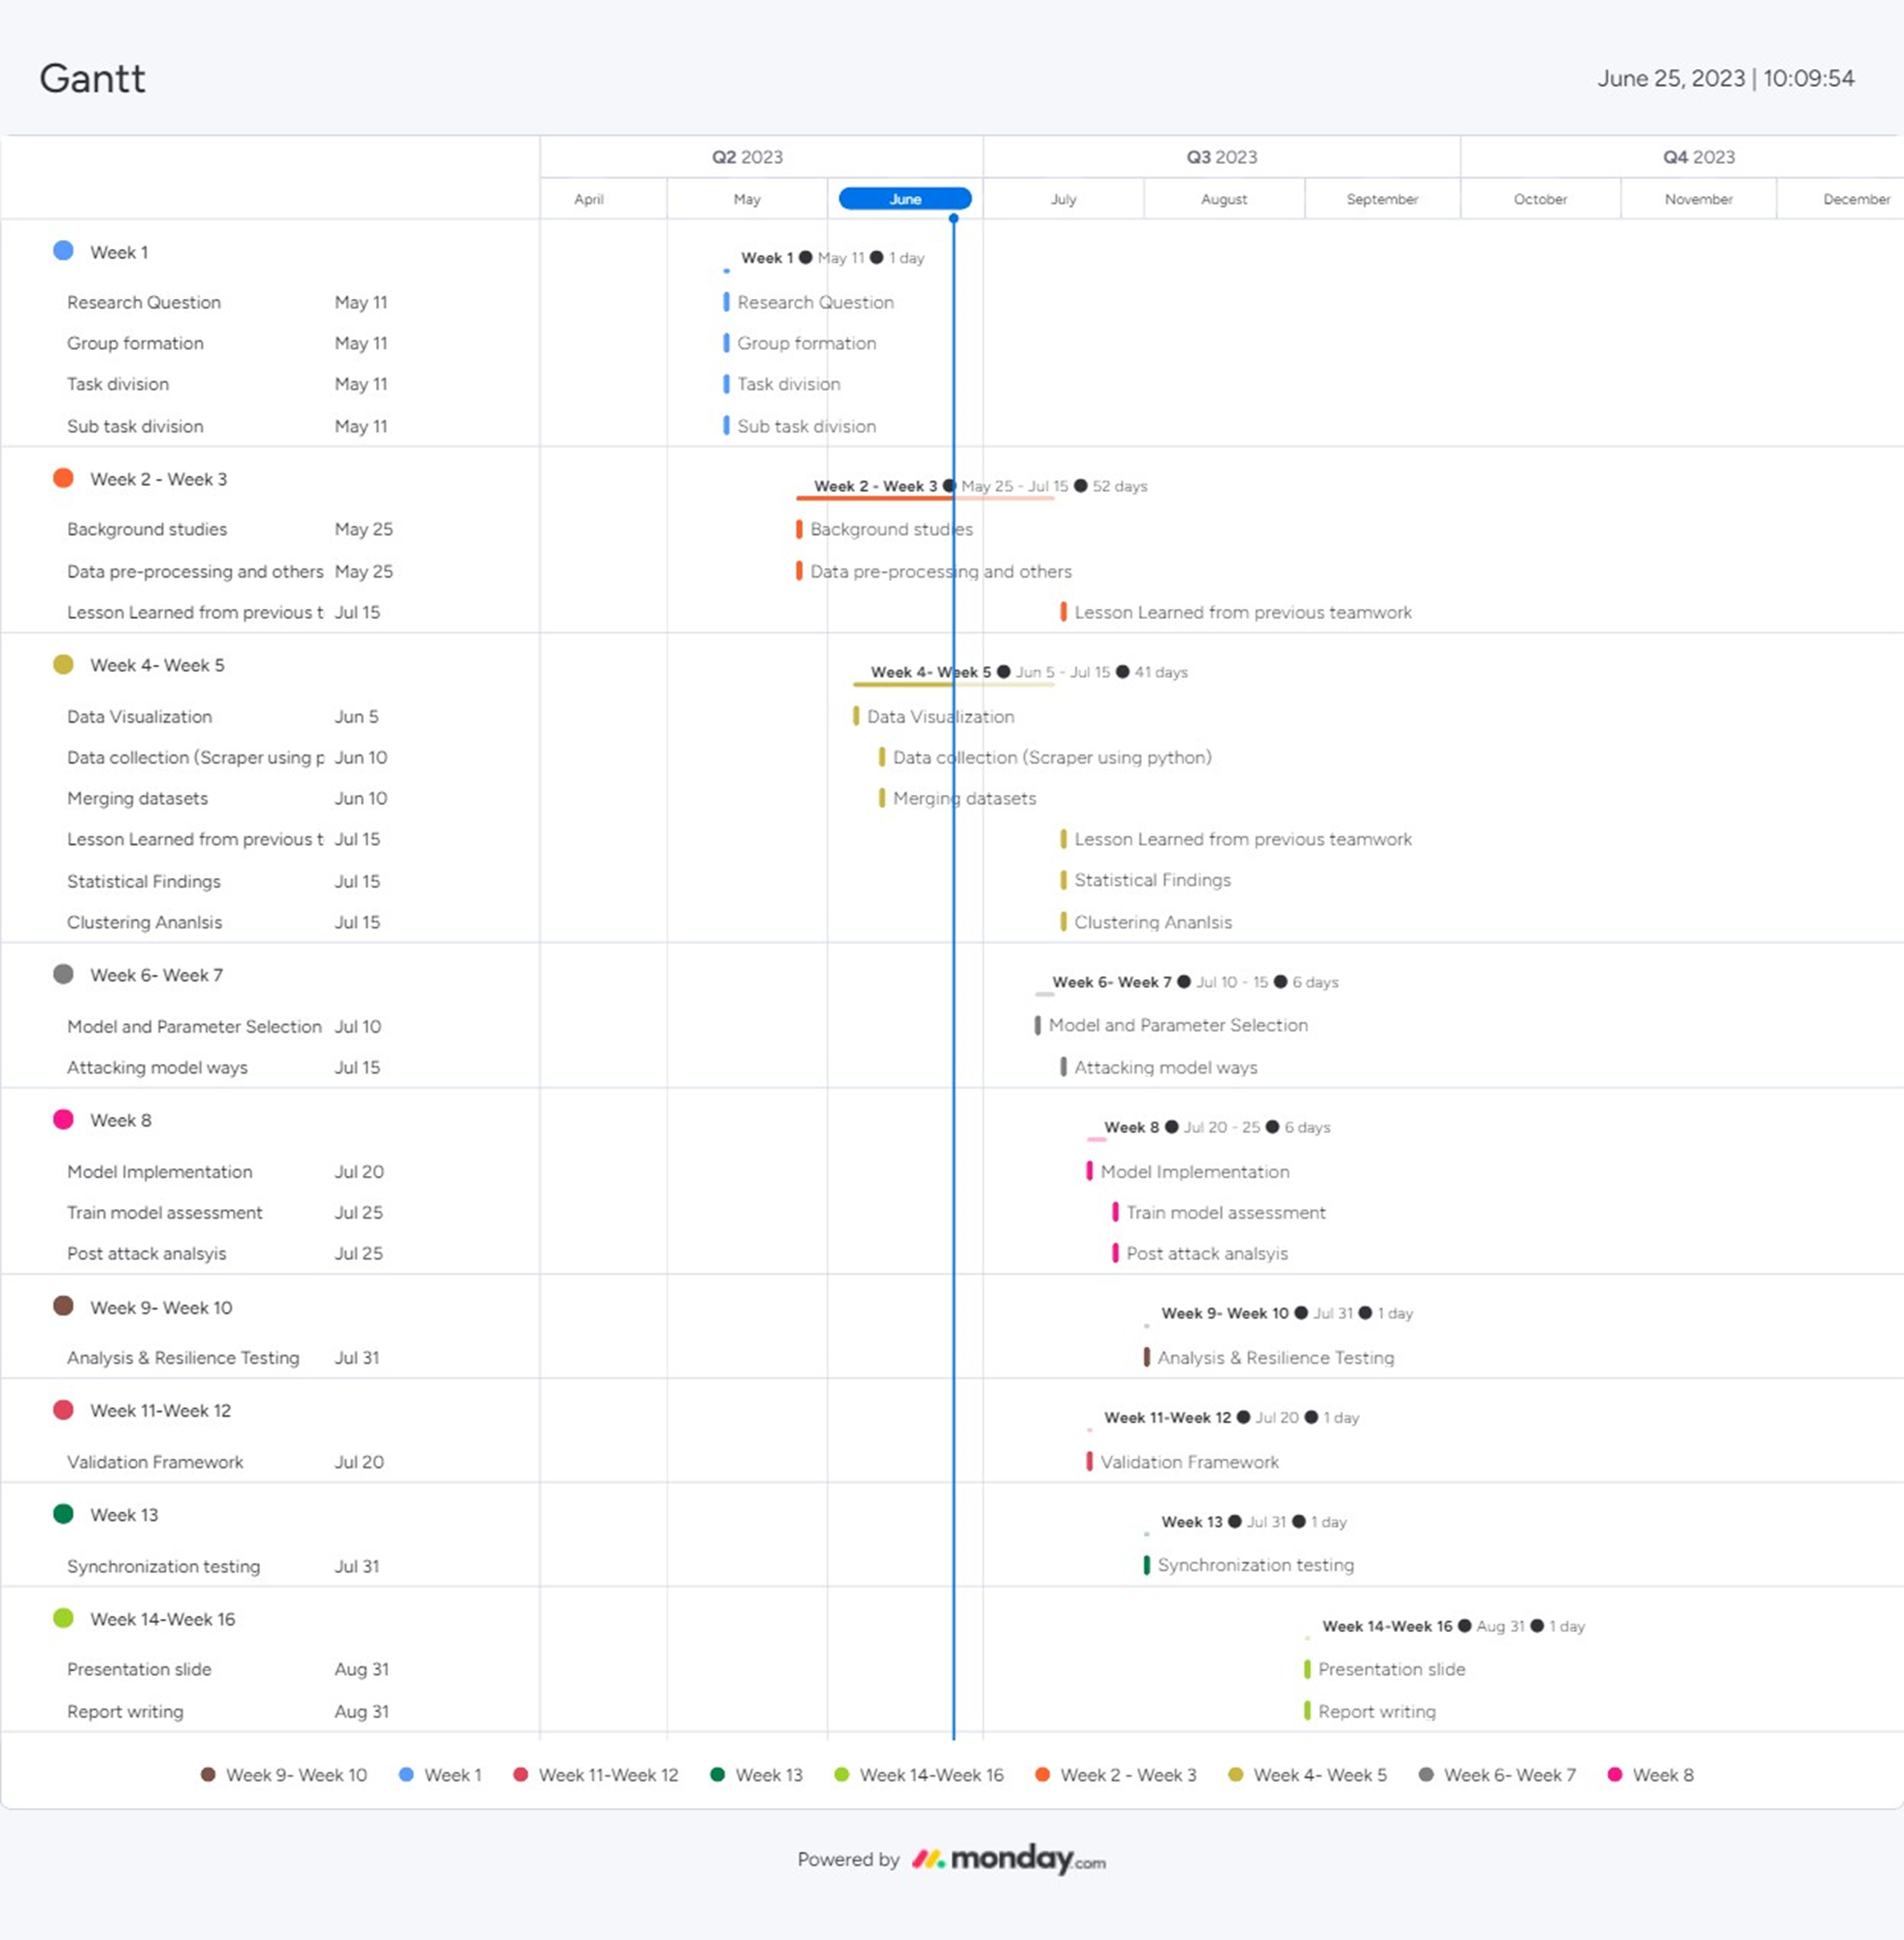 Gantt
June 25, 2023 | 10:09:54
Q2 2023 Q3 2023 Q4 2023
April May June July August September October November December
Week 1
Week 1 ● May 11 ● 1 day
Research Question May 11 Research Question
Group formation May 11 Group formation
Task division May 11 Task division
Sub task division May 11 Sub task division
Week 2 - Week 3
Week 2 - Week 3 ● May 25 - Jul 15 ● 52 days
Background studies May 25 Background studies
Data pre-processing and others May 25 Data pre-processing and others
Lesson Learned from previous t Jul 15 Lesson Learned from previous teamwork
Week 4- Week 5
Week 4- Week 5 ● Jun 5 - Jul 15 ● 41 days
Data Visualization Jun 5 Data Visualization
Data collection (Scraper using p Jun 10 Data collection (Scraper using python)
Merging datasets Jun 10 Merging datasets
Lesson Learned from previous t Jul 15 Lesson Learned from previous teamwork
Statistical Findings Jul 15 Statistical Findings
Clustering Ananlsis Jul 15 Clustering Ananlsis
Week 6- Week 7
Week 6- Week 7 ● Jul 10 - 15 ● 6 days
Model and Parameter Selection Jul 10 Model and Parameter Selection
Attacking model ways Jul 15 Attacking model ways
Week 8
Week 8 ● Jul 20 - 25 ● 6 days
Model Implementation Jul 20 Model Implementation
Train model assessment Jul 25 Train model assessment
Post attack analsyis Jul 25 Post attack analsyis
Week 9- Week 10
Week 9- Week 10 ● Jul 31 ● 1 day
Analysis & Resilience Testing Jul 31 Analysis & Resilience Testing
Week 11-Week 12
Week 11-Week 12 ● Jul 20 ● 1 day
Validation Framework Jul 20 Validation Framework
Week 13
Week 13 ● Jul 31 ● 1 day
Synchronization testing Jul 31 Synchronization testing
Week 14-Week 16
Week 14-Week 16 ● Aug 31 ● 1 day
Presentation slide Aug 31 Presentation slide
Report writing Aug 31 Report writing
Week 9- Week 10 Week 1 Week 11-Week 12 Week 13 Week 14-Week 16 Week 2 - Week 3 Week 4- Week 5 Week 6- Week 7 Week 8
Powered by monday.com